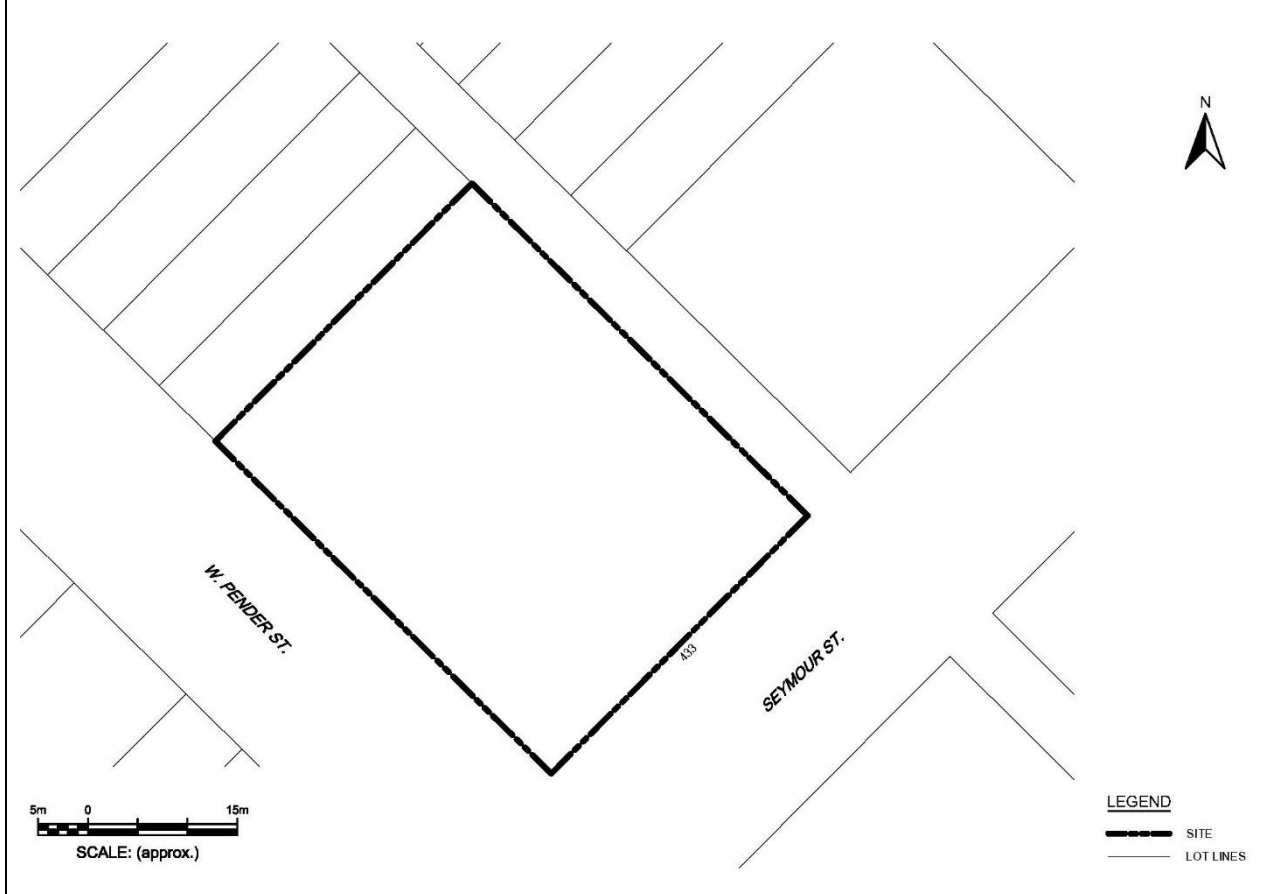 N
W. PENDER ST.
433
SEYMOUR ST.
5m 0 15m
SCALE: (approx.)
LEGEND
SITE
LOT LINES